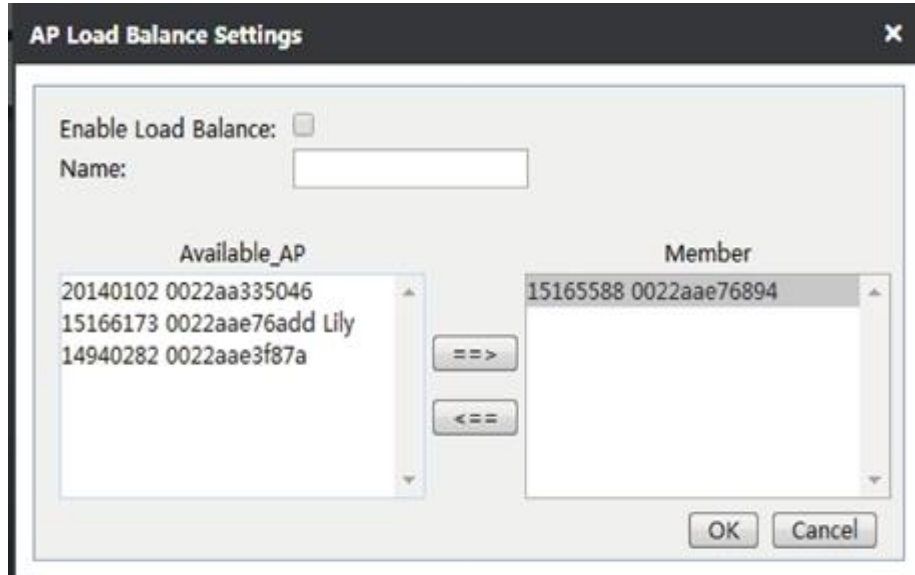 AP Load Balance Settings
Enable Load Balance:
Name:
Available_AP
Member
20140102 0022aa335046
15166173 0022aae76add Lily
14940282 0022aae3f87a
==>
<==
15165588 0022aae76894
OK
Cancel